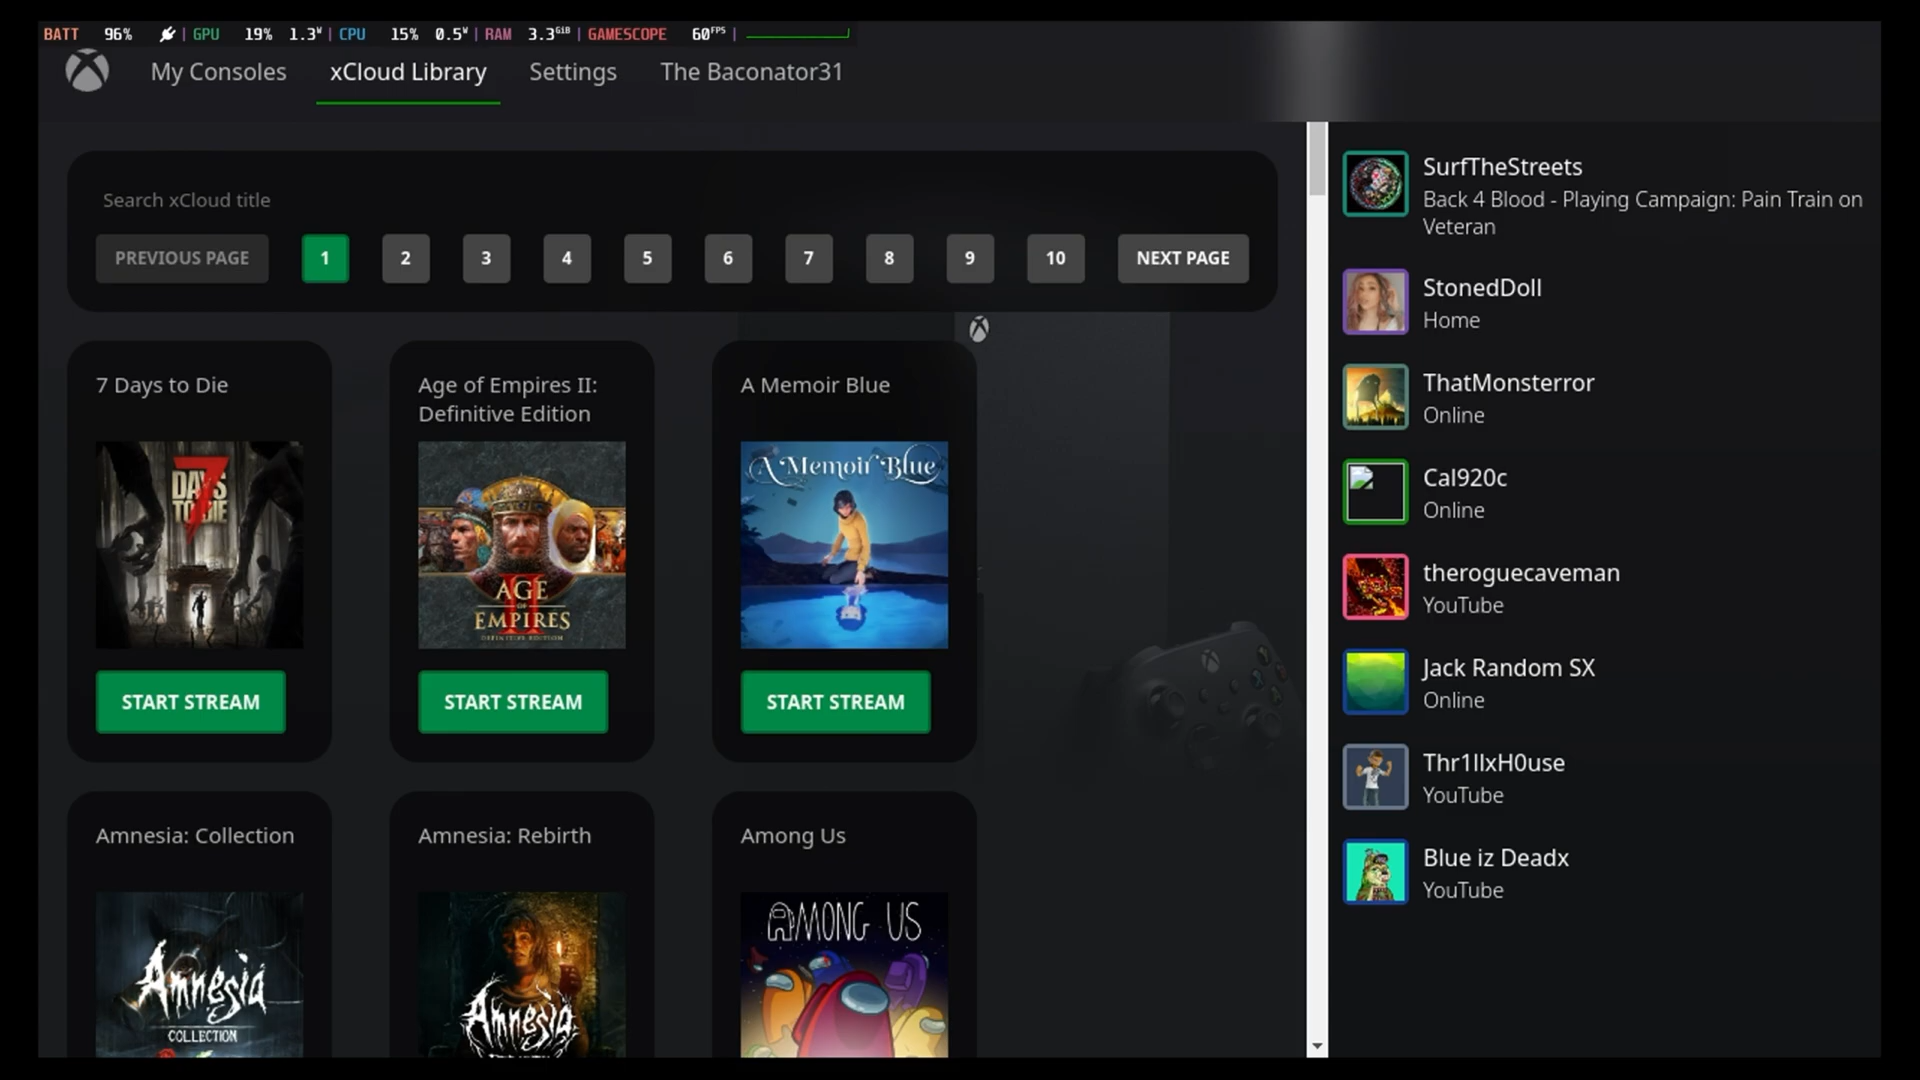 BATT 96% | GPU 19% 1.3W | CPU 15% 0.5W | RAM 3.3GiB | GAMESCOPE 60FPS |
My Consoles xCloud Library Settings The Baconator31
Search xCloud title
PREVIOUS PAGE 1 2 3 4 5 6 7 8 9 10 NEXT PAGE
7 Days to Die
7
DAYS
TO DIE
START STREAM
Age of Empires II:
Definitive Edition
II
AGE
OF
EMPIRES
DEFINITIVE EDITION
START STREAM
A Memoir Blue
A Memoir Blue
START STREAM
Amnesia: Collection
Amnesia
COLLECTION
Amnesia: Rebirth
Amnesia
Among Us
AMONG US
SurfTheStreets
Back 4 Blood - Playing Campaign: Pain Train on
Veteran
StonedDoll
Home
ThatMonsterror
Online
Cal920c
Online
theroguecaveman
YouTube
Jack Random SX
Online
Thr1llxH0use
YouTube
Blue iz Deadx
YouTube